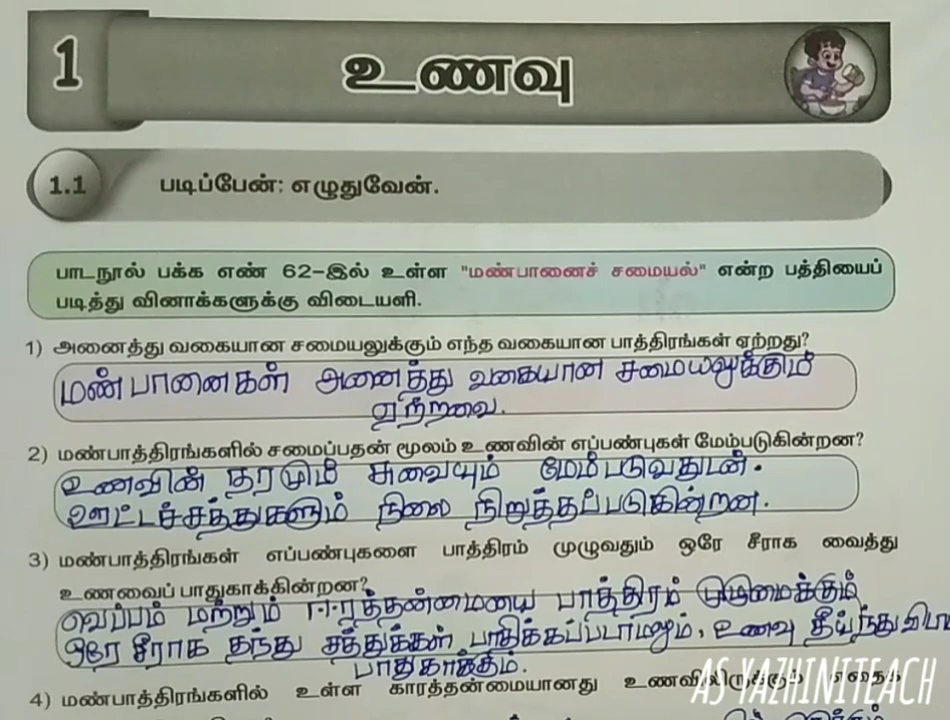 1
உணவு
1.1 படிப்பேன்; எழுதுவேன்.
பாடநூல் பக்க எண் 62-இல் உள்ள "மண்பானைச் சமையல்" என்ற பத்தியைப்
படித்து வினாக்களுக்கு விடையளி.
1) அனைத்து வகையான சமையலுக்கும் எந்த வகையான பாத்திரங்கள் ஏற்றது?
மண் பானைகள் அனைத்து வகையான சமையலுக்கும்
ஏற்றவை.
2) மண்பாத்திரங்களில் சமைப்பதன் மூலம் உணவின் எப்பண்புகள் மேம்படுகின்றன?
உணவின் தரமும் சுவையும் மேம்படுவதுடன்.
ஊட்டச்சத்துகளும் நிலை நிறுத்தப்படுகின்றன.
3) மண்பாத்திரங்கள் எப்பண்புகளை பாத்திரம் முழுவதும் ஒரே சீராக வைத்து
உணவைப் பாதுகாக்கின்றன?
வெப்பம் மற்றும் ஈரத்தன்மையை பாத்திரம் முழுமைக்கும்
ஒரே சீராக தந்து சத்துக்கள் பாதிக்கப்படாமலும், உணவு
பாதுகாக்கும்.
4) மண்பாத்திரங்களில் உள்ள காரத்தன்மையானது உணவிலிருக்கும் எதைக்
AS YAZHINITEACH